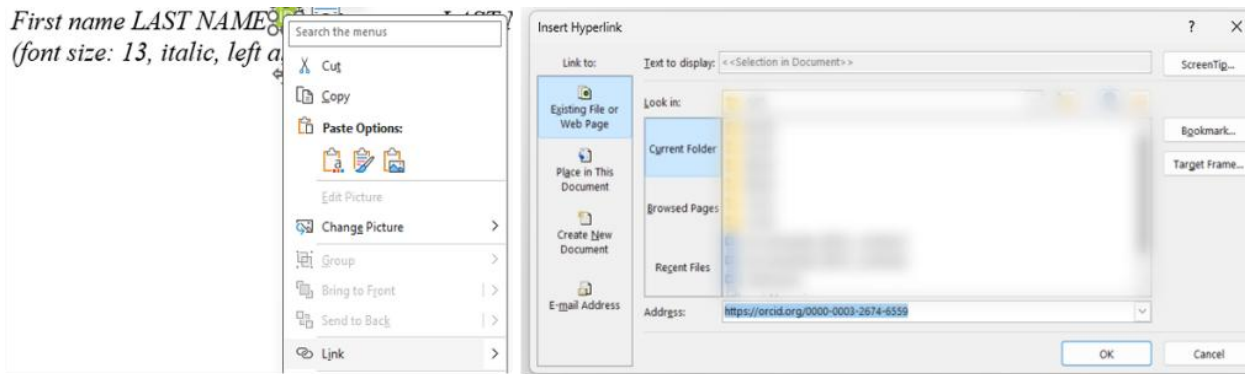 First name LAST NAME
(font size: 13, italic, left a
LAST
Search the menus
Cut
Copy
Paste Options:
Edit Picture
Change Picture
Group
Bring to Front
Send to Back
Link
Insert Hyperlink
Link to:
Text to display:
<<Selection in Document>>
ScreenTip...
Existing File or
Web Page
Look in:
Bookmark...
Current Folder
Target Frame...
Place in This
Document
Browsed Pages
Create New
Document
Recent Files
E-mail Address
Address:
https://orcid.org/0000-0003-2674-6559
OK
Cancel